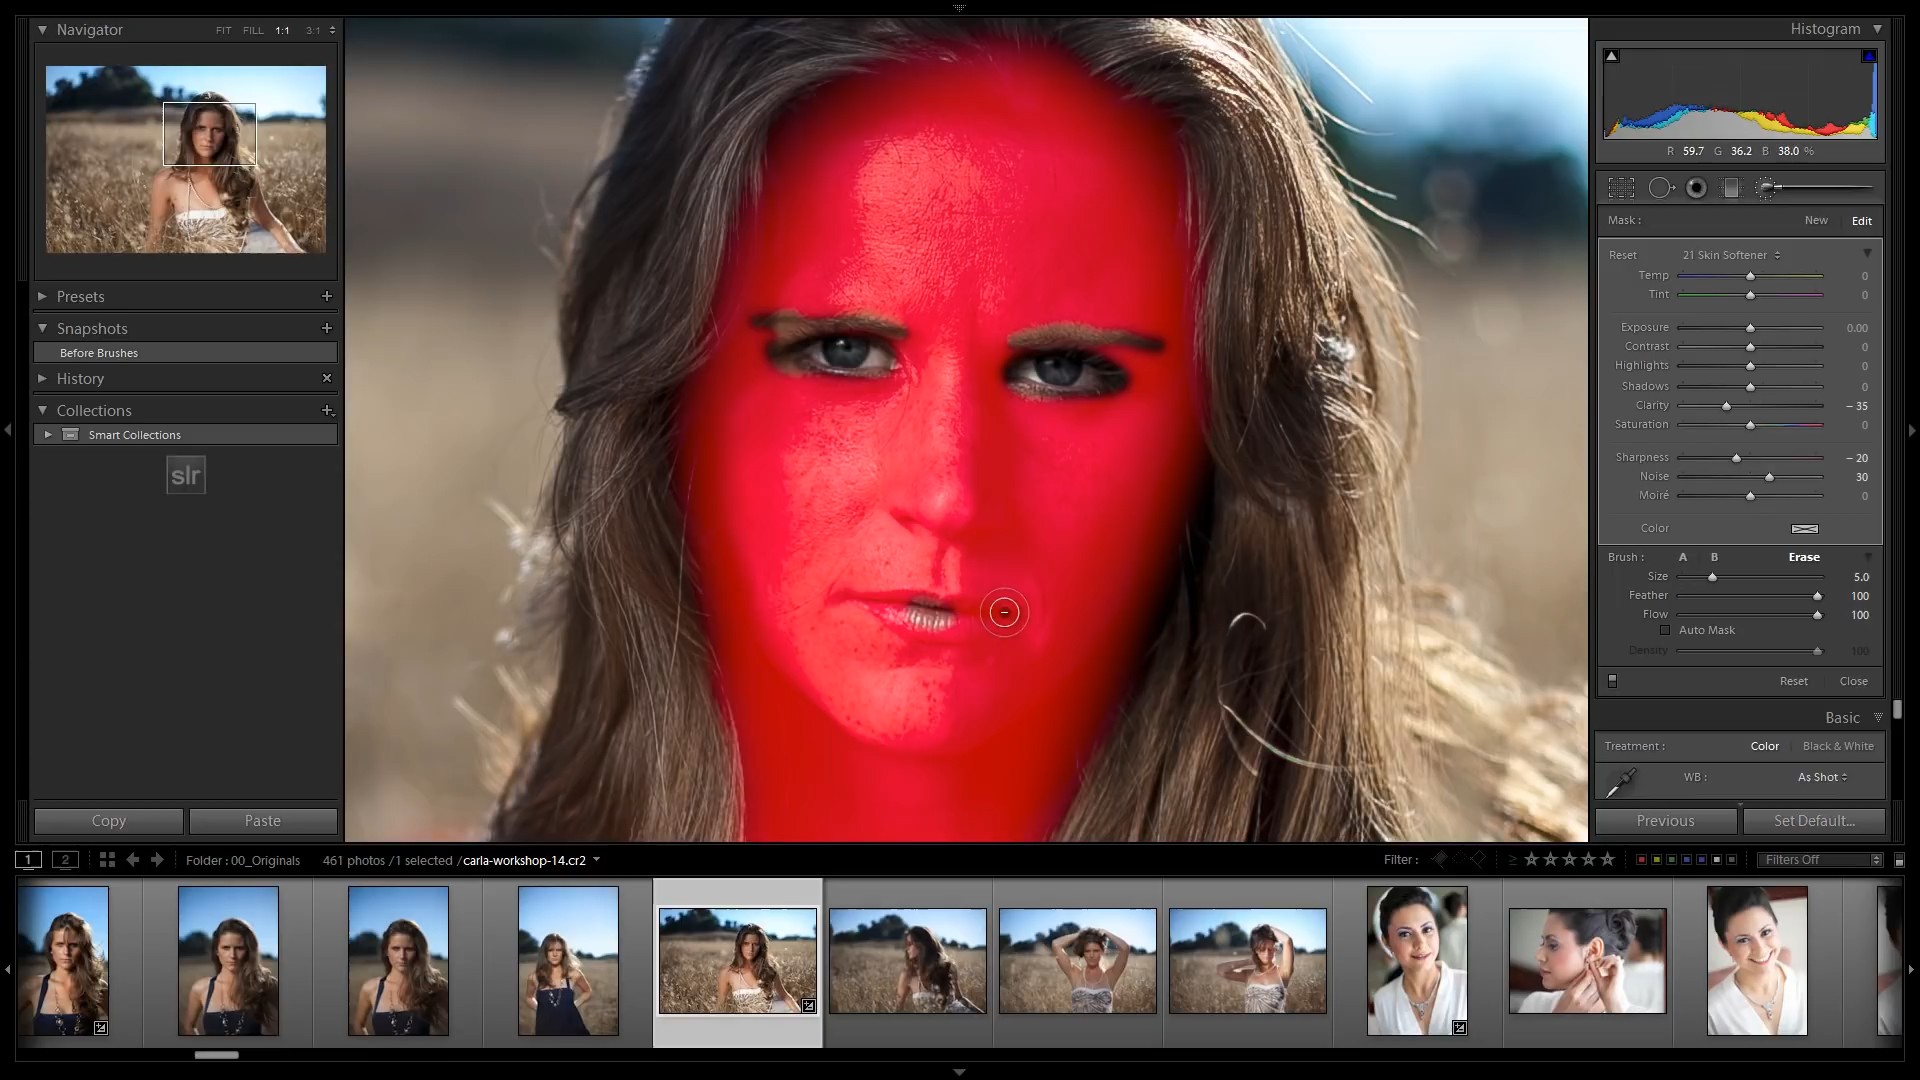 Navigator
FIT FILL 1:1 3:1
Presets
Snapshots
Before Brushes
History
Collections
Smart Collections
slr
Copy Paste
Histogram
R 59.7 G 36.2 B 38.0 %
Mask : New Edit
Reset 21 Skin Softener
Temp 0
Tint 0
Exposure 0.00
Contrast 0
Highlights 0
Shadows 0
Clarity – 35
Saturation 0
Sharpness – 20
Noise 30
Moiré 0
Color
Brush : A B Erase
Size 5.0
Feather 100
Flow 100
Auto Mask
Density 100
Reset Close
Basic
Treatment : Color Black & White
WB : As Shot
Previous Set Default...
1 2 Folder : 00_Originals 461 photos / 1 selected / carla-workshop-14.cr2 Filter : Filters Off